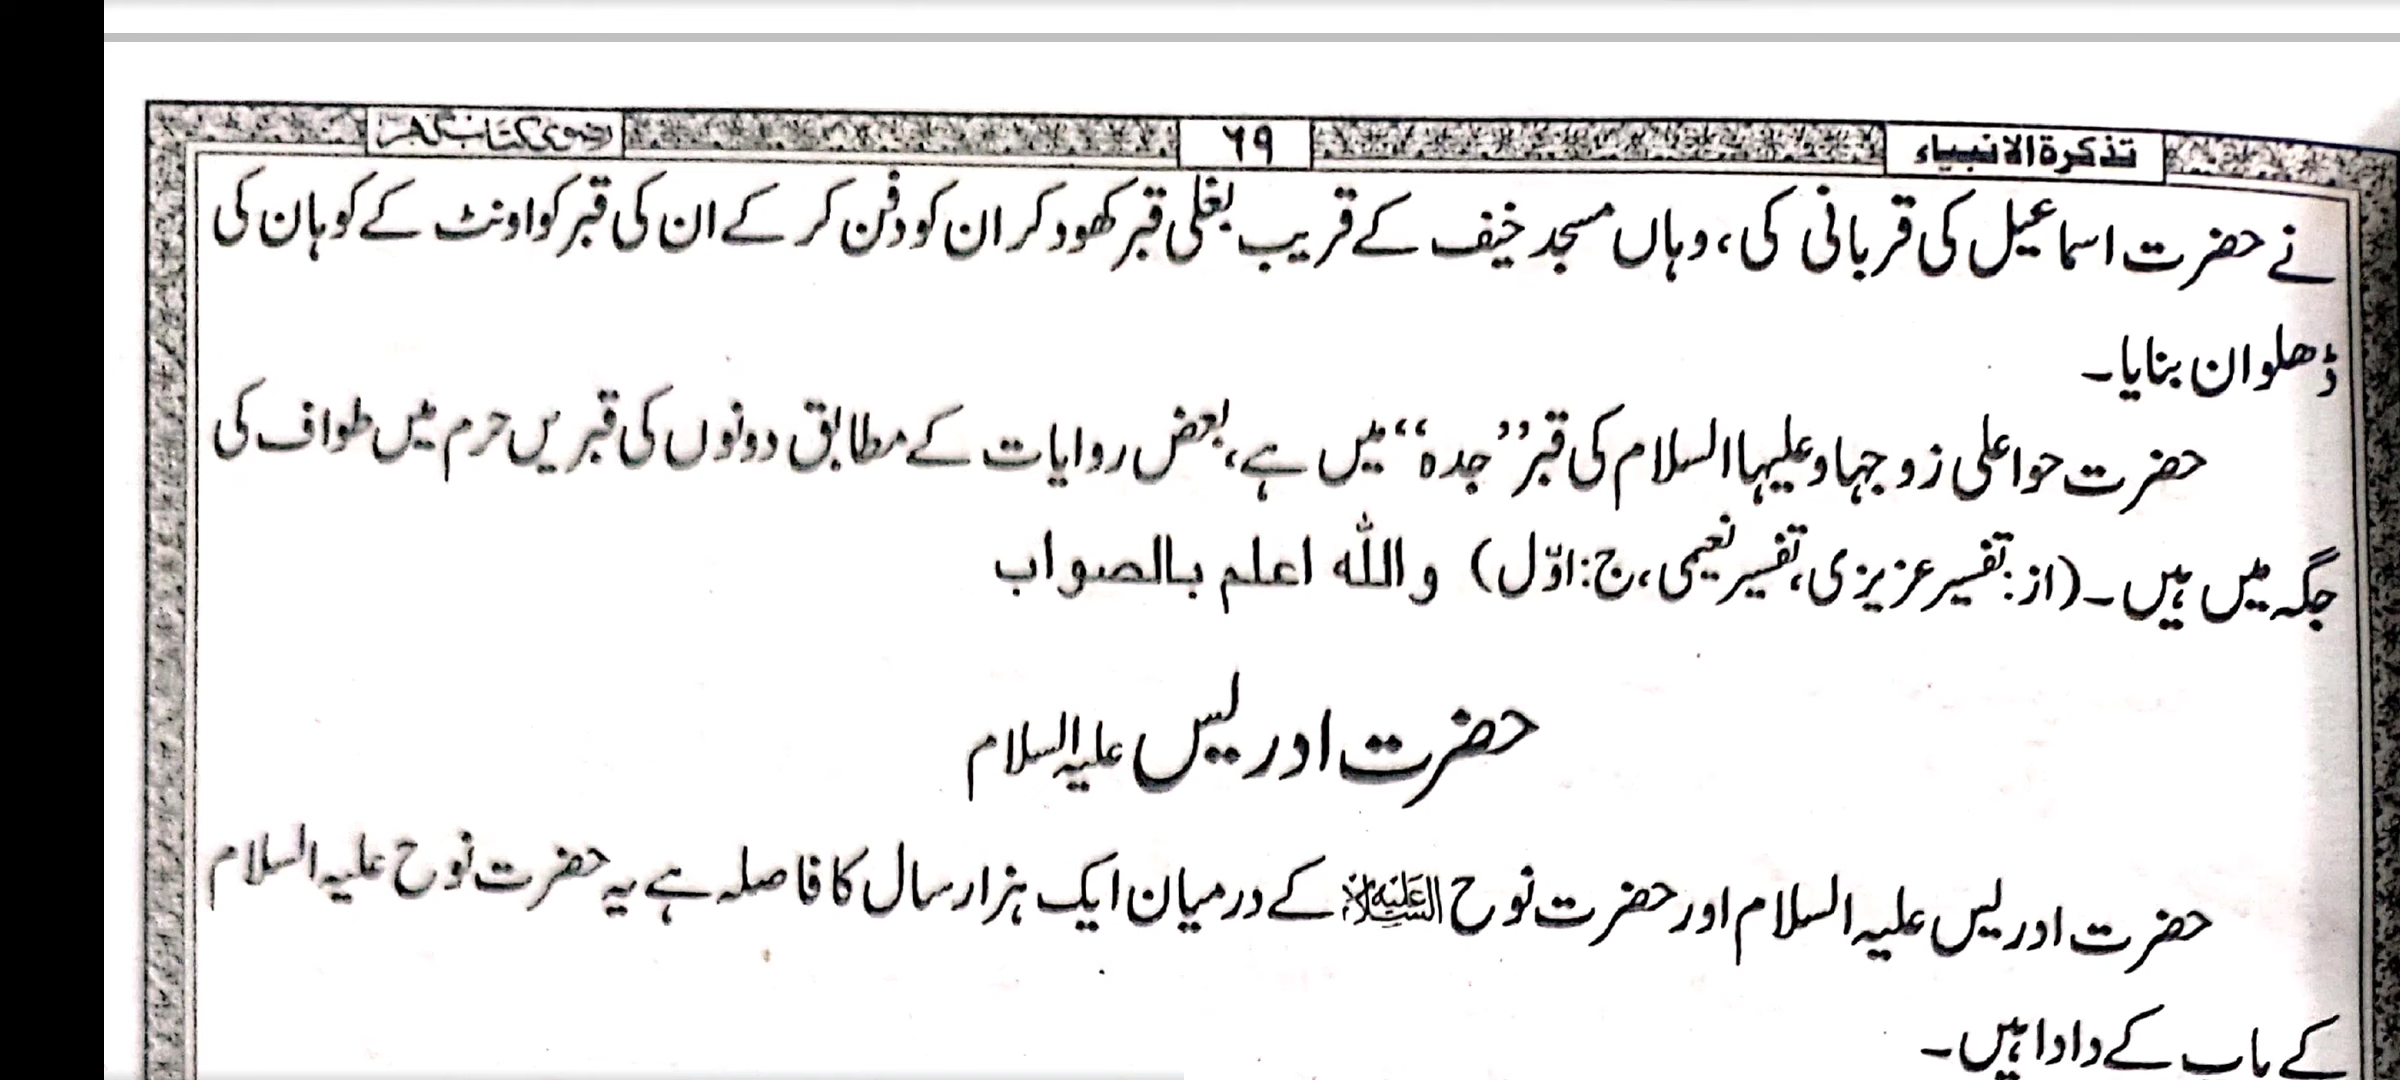 تذکرۃ الانبیاء ۶۹ رضوی کتاب گھر
نے حضرت اسماعیل کی قربانی کی، وہاں مسجد خیف کے قریب بغلی قبر کھود کر ان کو دفن کر کے ان کی قبر کو اونٹ کے کوہان کی
ڈھلوان بنایا۔
حضرت حوا علی زوجہا و علیہا السلام کی قبر ’’جدہ‘‘ میں ہے، بعض روایات کے مطابق دونوں کی قبریں حرم میں طواف کی
جگہ میں ہیں۔ (از: تفسیر عزیزی، تفسیر نعیمی، ج: اوّل) واللہ اعلم بالصواب
حضرت ادریس علیہ السلام
حضرت ادریس علیہ السلام اور حضرت نوح علیہ السلام کے درمیان ایک ہزار سال کا فاصلہ ہے یہ حضرت نوح علیہ السلام
کے باپ کے دادا ہیں۔